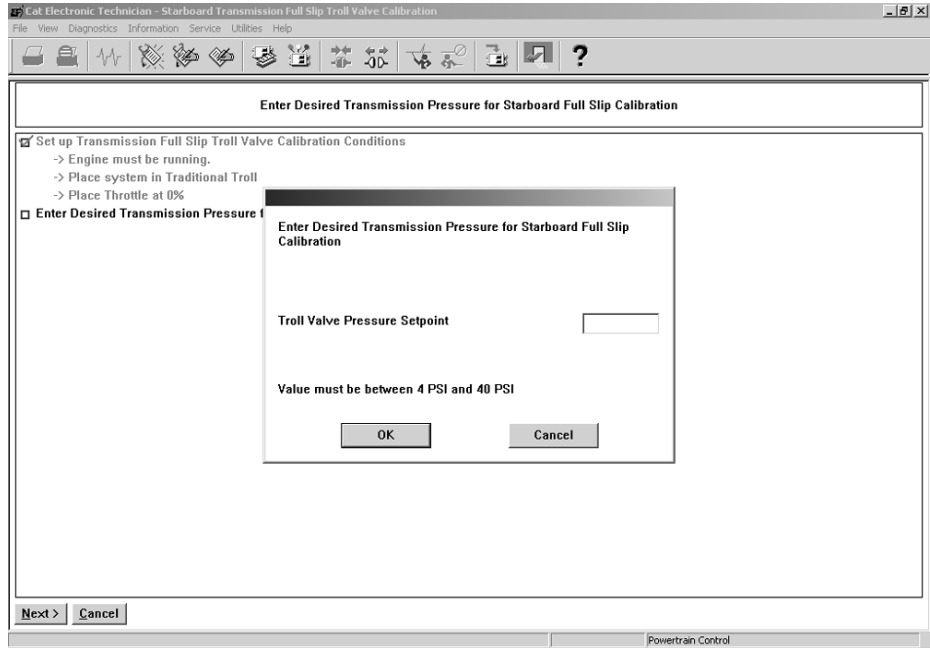 Cat Electronic Technician - Starboard Transmission Full Slip Troll Valve Calibration
File View Diagnostics Information Service Utilities Help
Enter Desired Transmission Pressure for Starboard Full Slip Calibration
Set up Transmission Full Slip Troll Valve Calibration Conditions
-> Engine must be running.
-> Place system in Traditional Troll
-> Place Throttle at 0%
Enter Desired Transmission Pressure
Enter Desired Transmission Pressure for Starboard Full Slip
Calibration
Troll Valve Pressure Setpoint
Value must be between 4 PSI and 40 PSI
OK Cancel
Next > Cancel
Powertrain Control